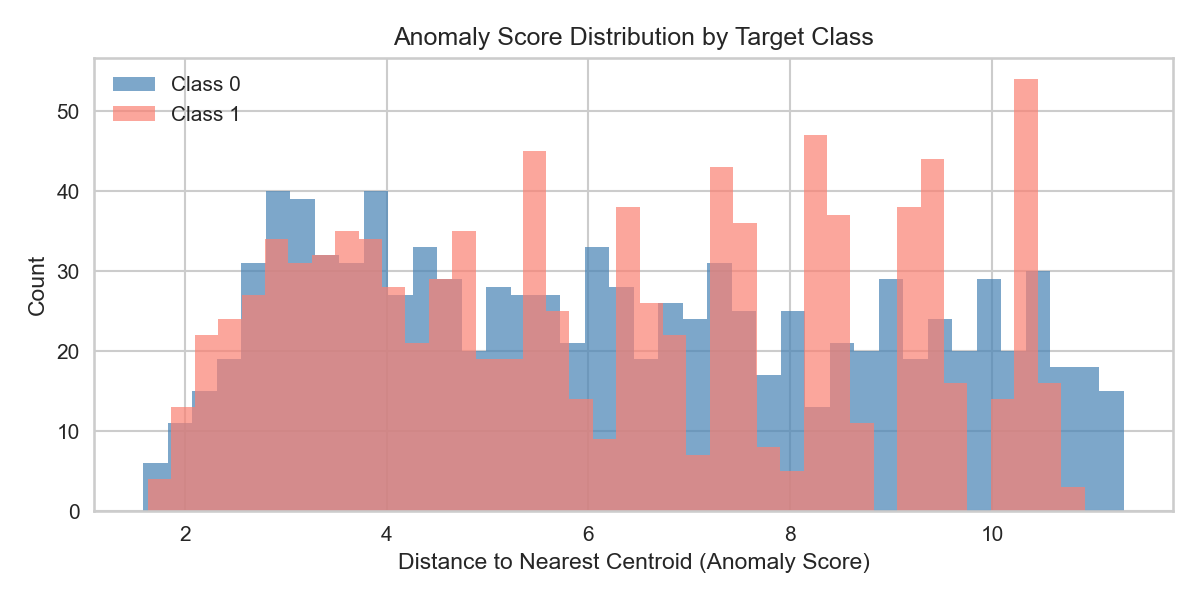 Anomaly Score Distribution by Target Class
Class 0
Class 1
50
40
30
20
10
0
Count
2 4 6 8 10
Distance to Nearest Centroid (Anomaly Score)